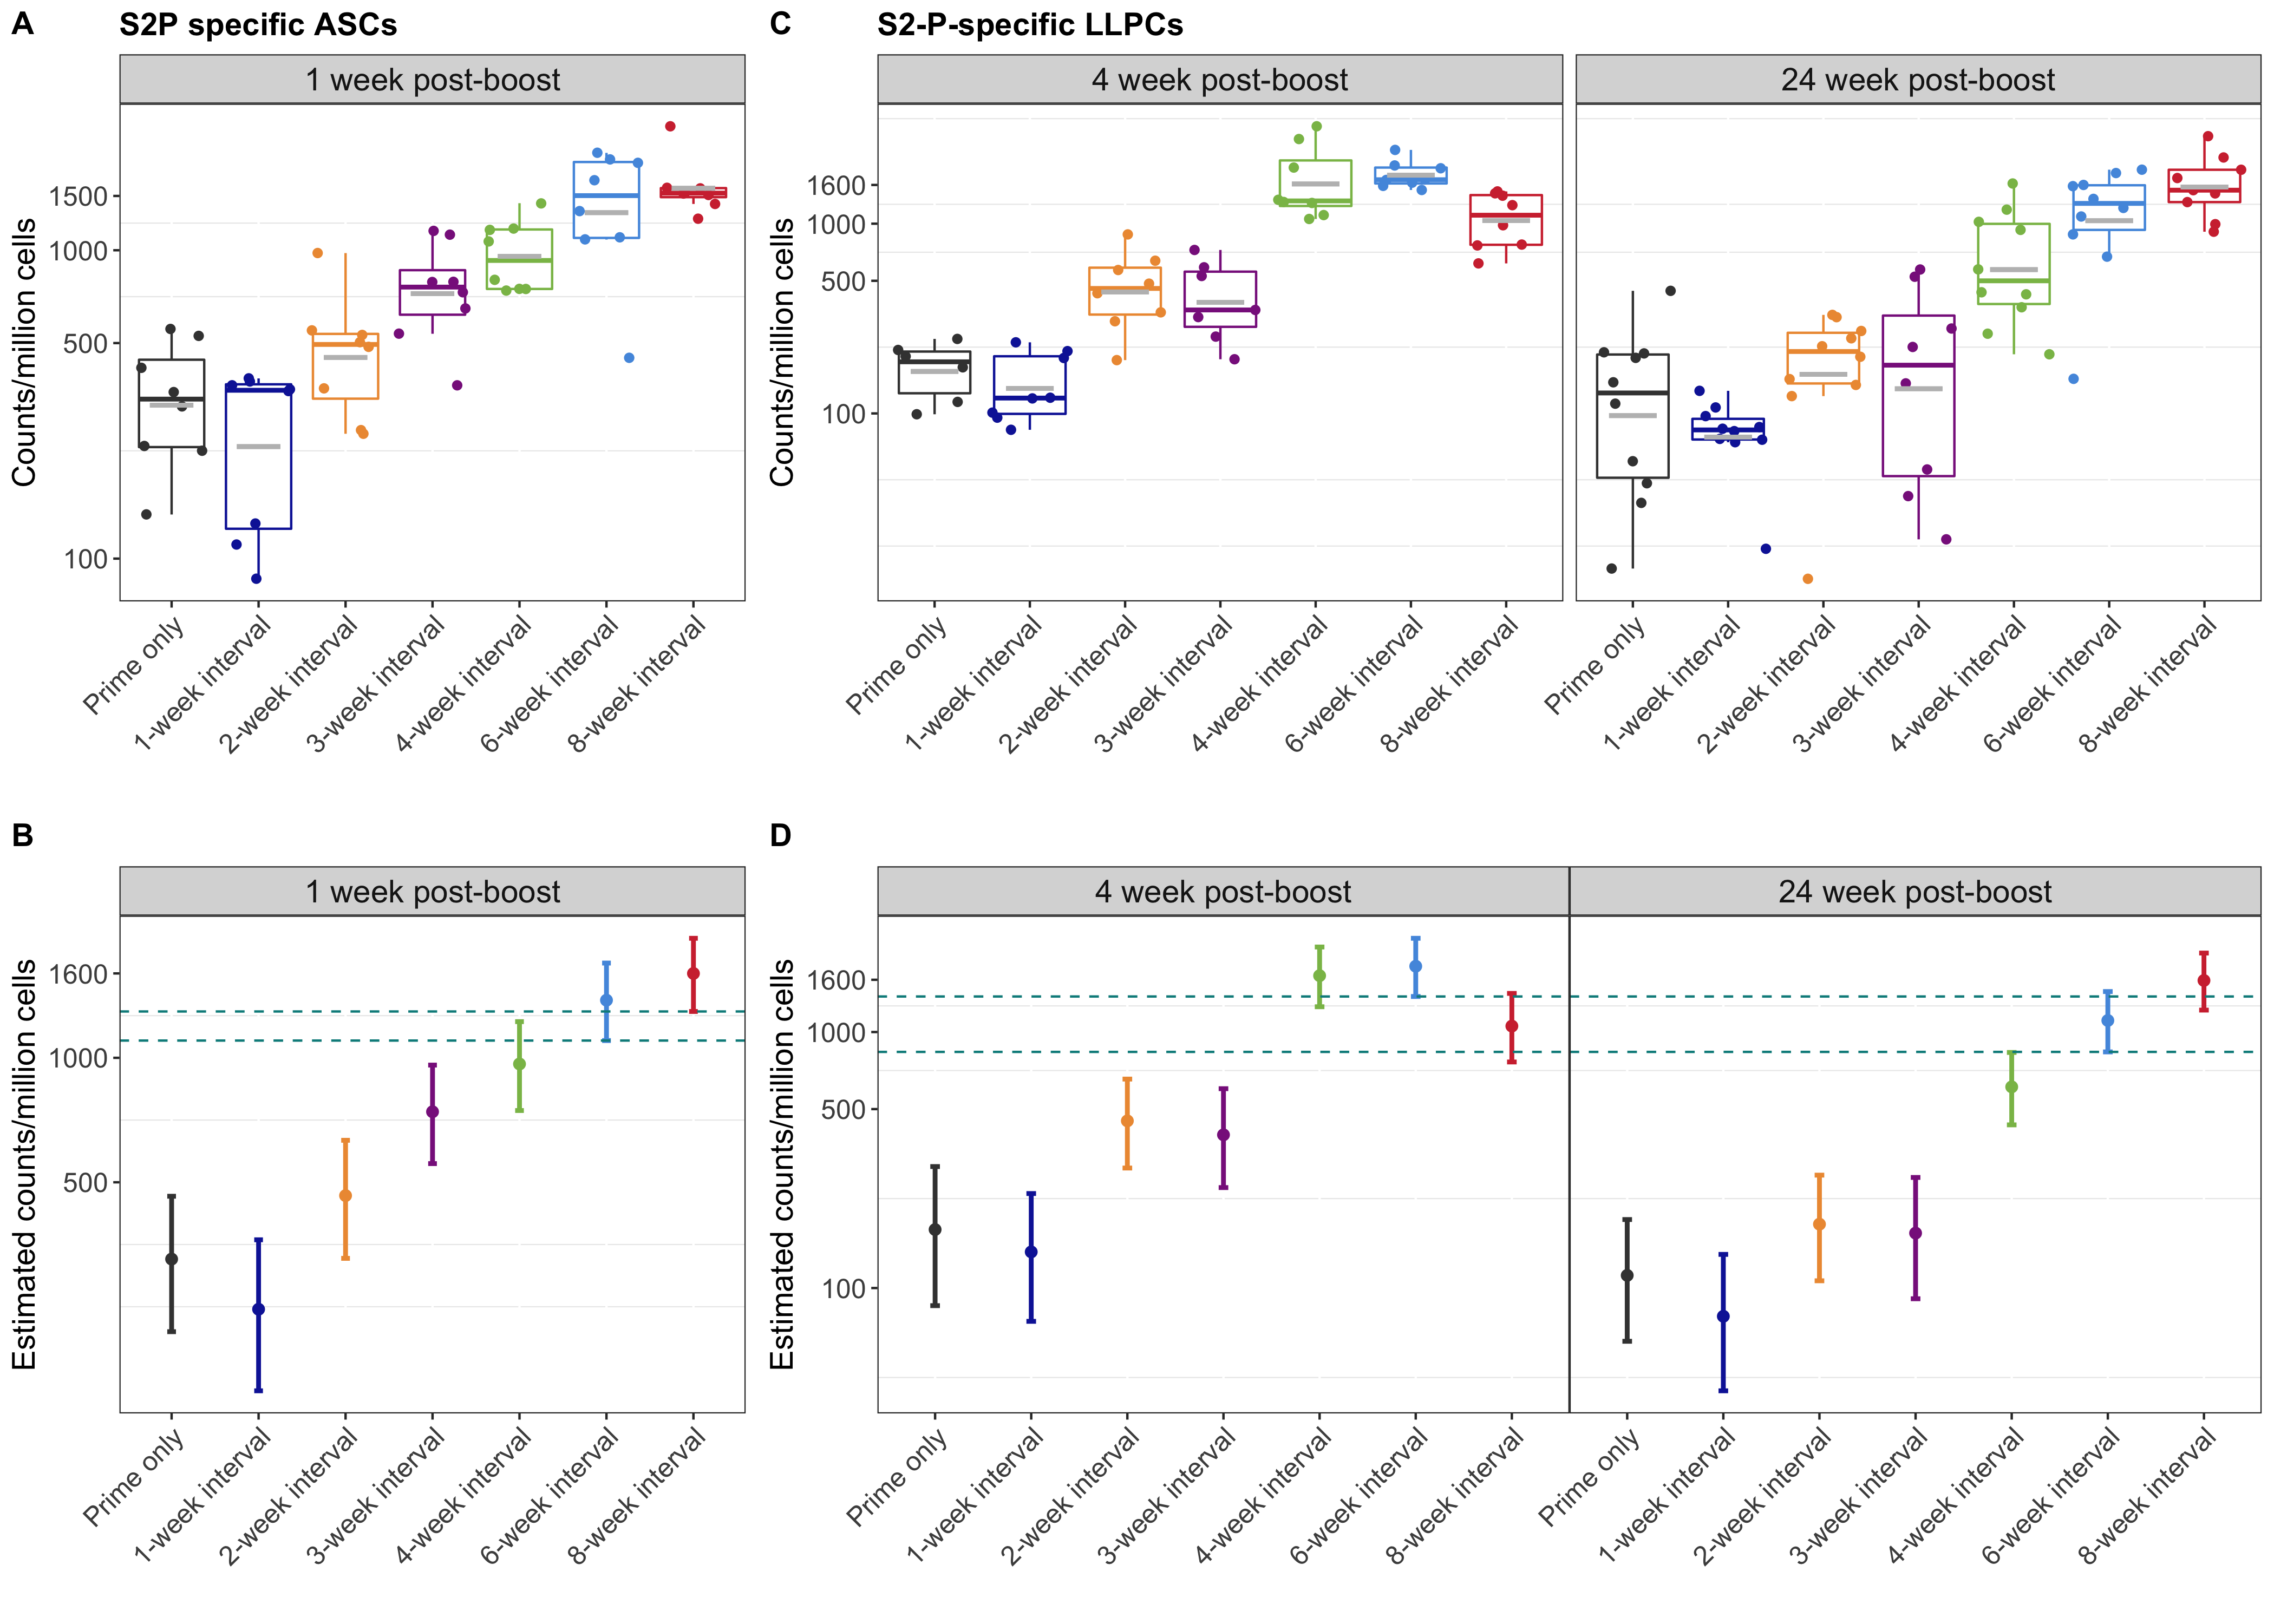 A S2P specific ASCs
1 week post-boost
Counts/million cells
1500
1000
500
100
Prime only
1-week interval
2-week interval
3-week interval
4-week interval
6-week interval
8-week interval
C S2-P-specific LLPCs
4 week post-boost
24 week post-boost
Counts/million cells
1600
1000
500
100
Prime only
1-week interval
2-week interval
3-week interval
4-week interval
6-week interval
8-week interval
Prime only
1-week interval
2-week interval
3-week interval
4-week interval
6-week interval
8-week interval
B
1 week post-boost
Estimated counts/million cells
1600
1000
500
Prime only
1-week interval
2-week interval
3-week interval
4-week interval
6-week interval
8-week interval
D
4 week post-boost
24 week post-boost
Estimated counts/million cells
1600
1000
500
100
Prime only
1-week interval
2-week interval
3-week interval
4-week interval
6-week interval
8-week interval
Prime only
1-week interval
2-week interval
3-week interval
4-week interval
6-week interval
8-week interval